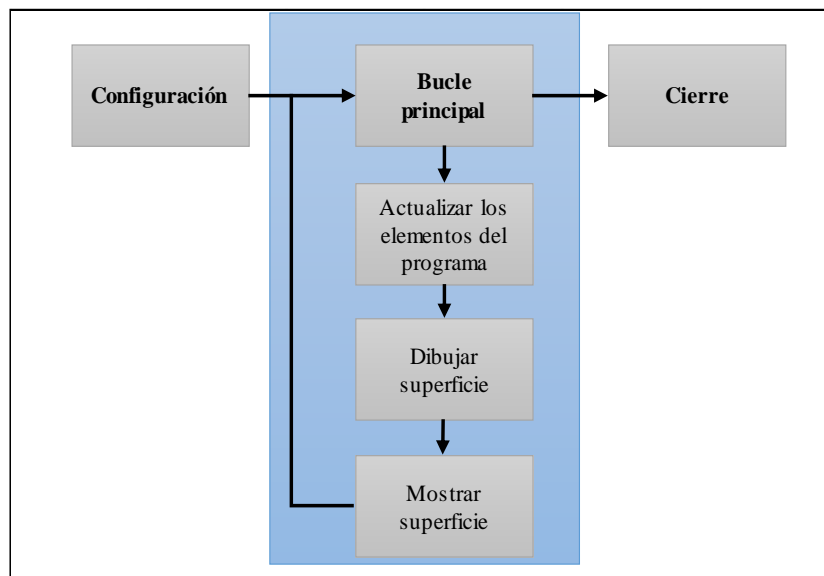 Configuración
Bucle
principal
Cierre
Actualizar los
elementos del
programa
Dibujar
superficie
Mostrar
superficie